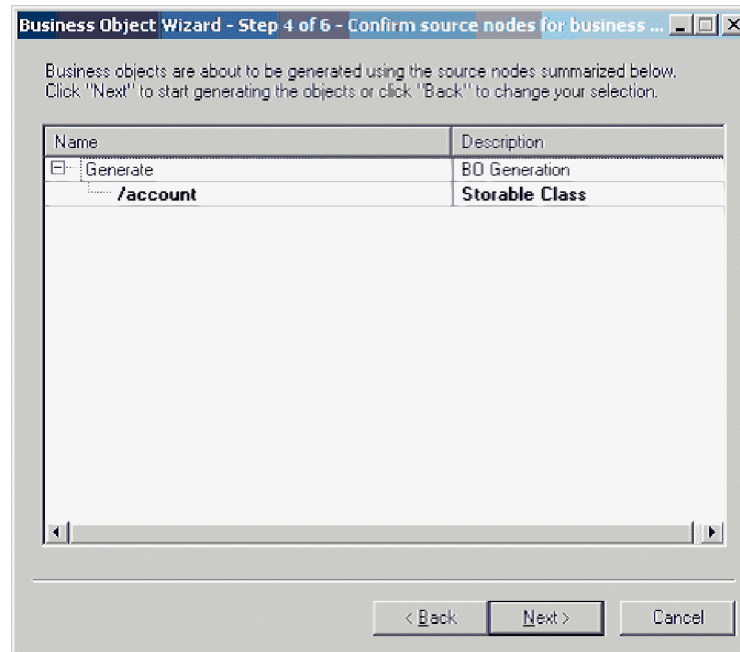 Business Object Wizard - Step 4 of 6 - Confirm source nodes for business ...
Business objects are about to be generated using the source nodes summarized below.
Click "Next" to start generating the objects or click "Back" to change your selection.
Name Description
Generate BO Generation
/account Storable Class
< Back Next > Cancel